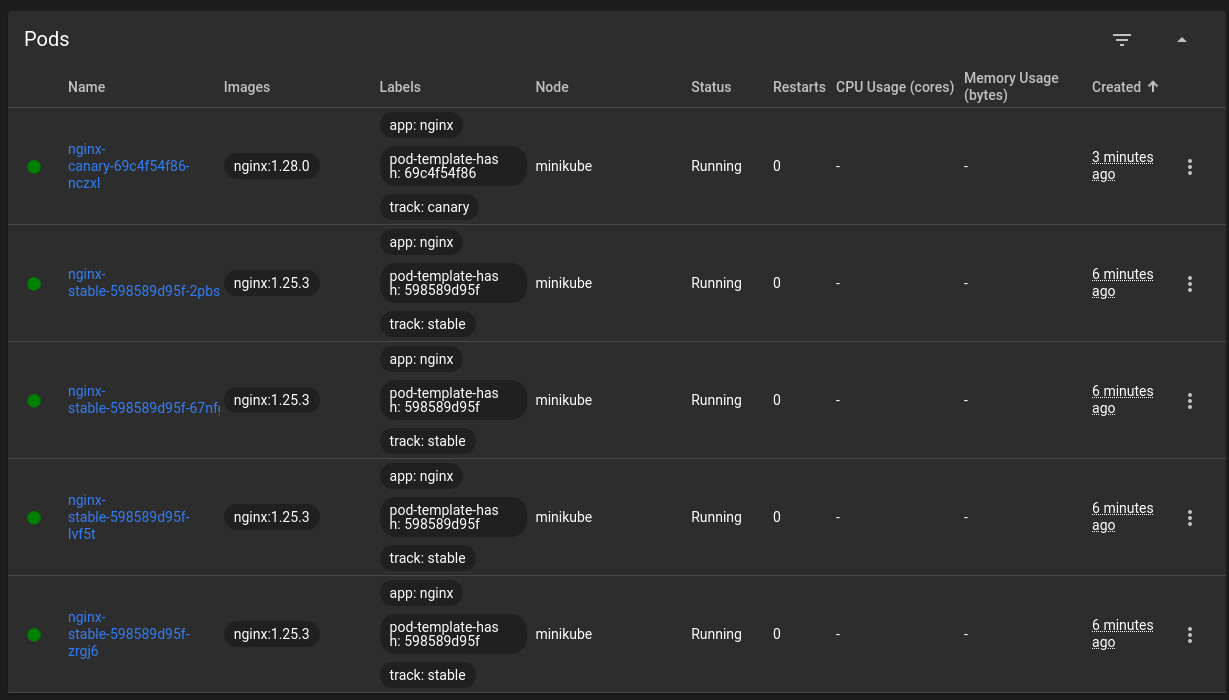 Pods
Name Images Labels Node Status Restarts CPU Usage (cores) Memory Usage (bytes) Created
nginx-
canary-69c4f54f86-
nczxl
nginx:1.28.0
app: nginx
pod-template-has
h: 69c4f54f86
track: canary
minikube
Running
0
-
-
3 minutes
ago
nginx-
stable-598589d95f-2pbs
nginx:1.25.3
app: nginx
pod-template-has
h: 598589d95f
track: stable
minikube
Running
0
-
-
6 minutes
ago
nginx-
stable-598589d95f-67nf
nginx:1.25.3
app: nginx
pod-template-has
h: 598589d95f
track: stable
minikube
Running
0
-
-
6 minutes
ago
nginx-
stable-598589d95f-
lvf5t
nginx:1.25.3
app: nginx
pod-template-has
h: 598589d95f
track: stable
minikube
Running
0
-
-
6 minutes
ago
nginx-
stable-598589d95f-
zrgj6
nginx:1.25.3
app: nginx
pod-template-has
h: 598589d95f
track: stable
minikube
Running
0
-
-
6 minutes
ago